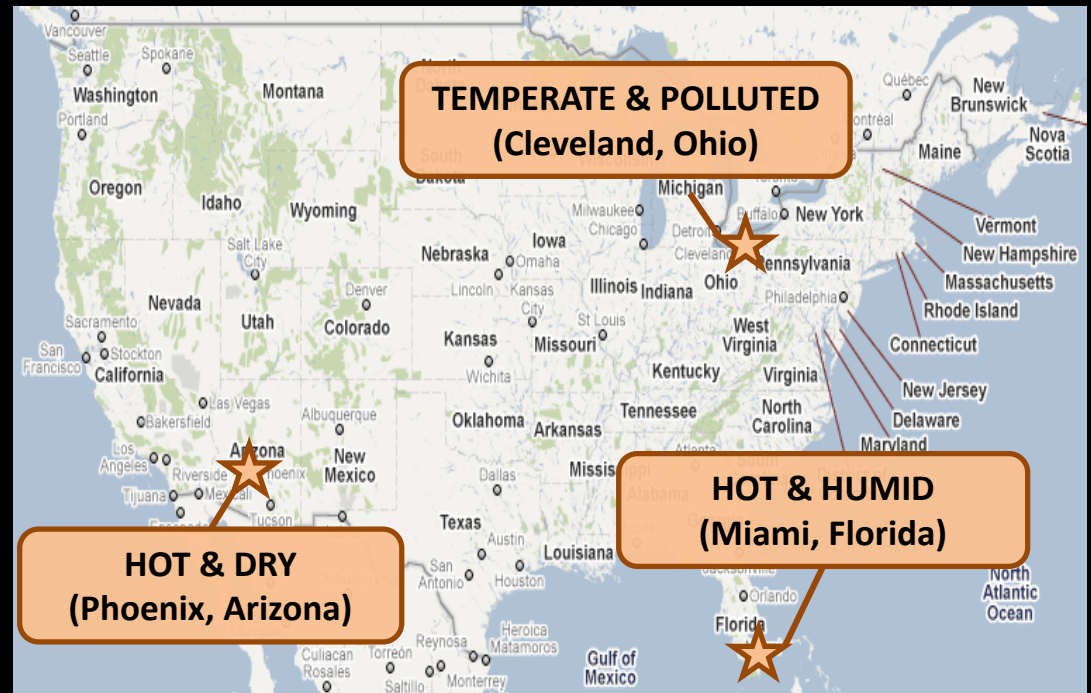 Vancouver
Seattle
Spokane
Washington
Montana
Portland
Oregon
Idaho
Wyoming
Salt Lake
City
Nevada
Utah
Denver
Colorado
Sacramento
Stockton
San
Francisco
California
Las Vegas
Bakersfield
Albuquerque
Los
Angeles
Riverside
Arizona
New
Mexico
Tijuana
Tucson
HOT & DRY
(Phoenix, Arizona)
TEMPERATE & POLLUTED
(Cleveland, Ohio)
Michigan
Milwaukee
Chicago
Detroit
Buffalo
New York
Nebraska
Iowa
Omaha
Lincoln
Kansas
City
Illinois
Indiana
Ohio
Pennsylvania
Philadelphia
Kansas
Missouri
St Louis
West
Virginia
Wichita
Kentucky
Virginia
Oklahoma
Arkansas
Tennessee
North
Carolina
Dallas
Texas
Austin
San
Antonio
Houston
Louisiana
Québec
New
Brunswick
Nova
Scotia
Maine
Vermont
New Hampshire
Massachusetts
Rhode Island
Connecticut
New Jersey
Delaware
Maryland
HOT & HUMID
(Miami, Florida)
Orlando
Florida
North
Atlantic
Ocean
Gulf of
Mexico
Culiacan
Rosales
Torreón
Saltillo
Reynosa
Monterrey
Heroica
Matamoros